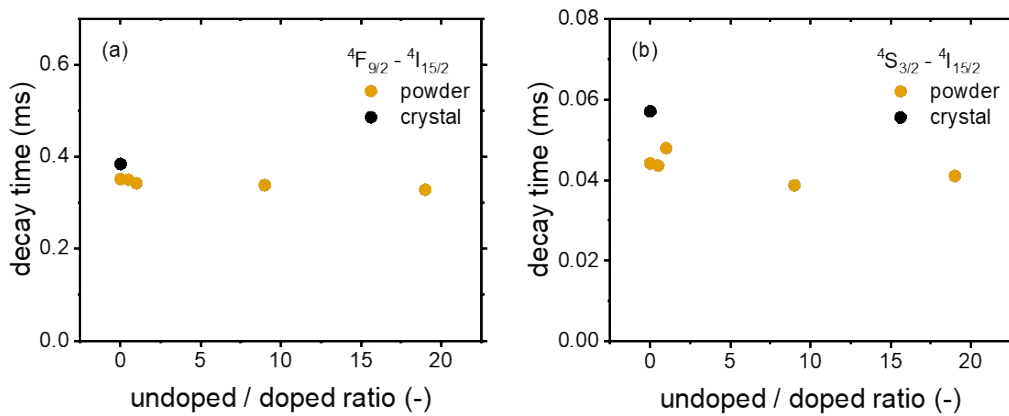 (a)
⁴F₉/₂ - ⁴I₁₅/₂
powder
crystal
0.6
0.4
0.2
0.0
decay time (ms)
0 5 10 15 20
undoped / doped ratio (-)
(b)
⁴S₃/₂ - ⁴I₁₅/₂
powder
crystal
0.08
0.06
0.04
0.02
0.00
decay time (ms)
0 5 10 15 20
undoped / doped ratio (-)